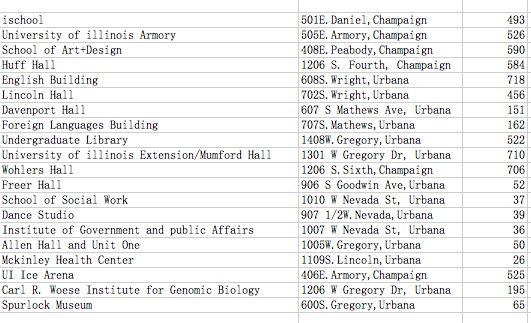 ischool 501E.Daniel,Champaign 493
University of illinois Armory 505E.Armory,Champaign 526
School of Art+Design 408E.Peabody,Champaign 590
Huff Hall 1206 S. Fourth, Champaign 584
English Building 608S.Wright,Urbana 718
Lincoln Hall 702S.Wright,Urbana 456
Davenport Hall 607 S Mathews Ave, Urbana 151
Foreign Languages Building 707S.Mathews,Urbana 162
Undergraduate Library 1408W.Gregory,Urbana 522
University of illinois Extension/Mumford Hall 1301 W Gregory Dr, Urbana 710
Wohlers Hall 1206 S.Sixth,Champaign 706
Freer Hall 906 S Goodwin Ave,Urbana 52
School of Social Work 1010 W Nevada St, Urbana 37
Dance Studio 907 1/2W.Nevada,Urbana 39
Institute of Government and public Affairs 1007 W Nevada St, Urbana 36
Allen Hall and Unit One 1005W.Gregory,Urbana 50
Mckinley Health Center 1109S.Lincoln,Urbana 26
UI Ice Arena 406E.Armory,Champaign 525
Carl R. Woese Institute for Genomic Biology 1206 W Gregory Dr, Urbana 195
Spurlock Museum 600S.Gregory,Urbana 65